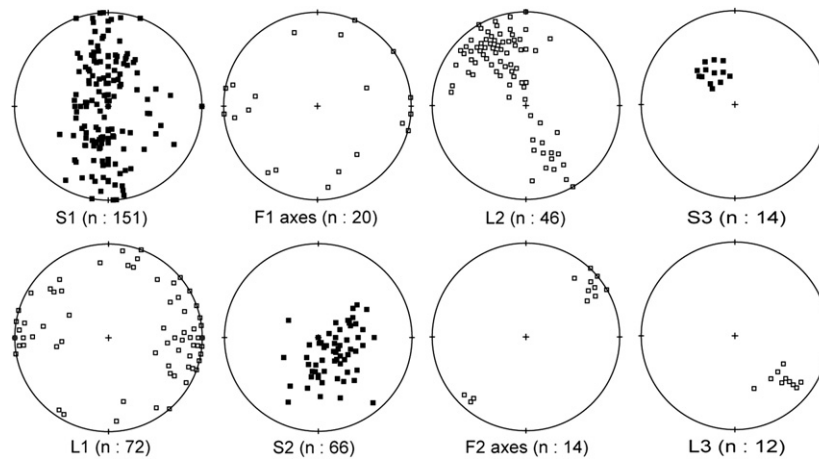 S1 (n : 151)
F1 axes (n : 20)
L2 (n : 46)
S3 (n : 14)
L1 (n : 72)
S2 (n : 66)
F2 axes (n : 14)
L3 (n : 12)